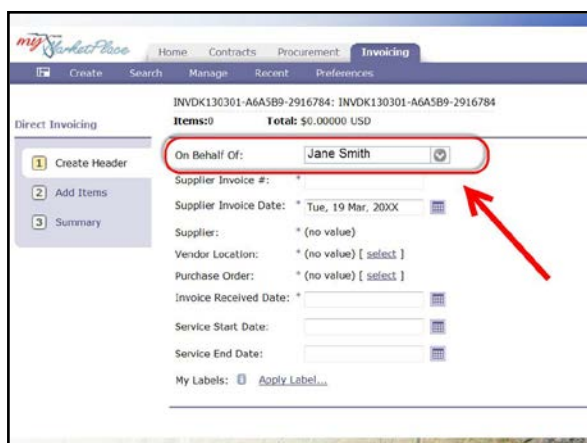 my MarketPlace
Home Contracts Procurement Invoicing
Create Search Manage Recent Preferences
INVDK130301-A6A5B9-2916784: INVDK130301-A6A5B9-2916784
Direct Invoicing
Items:0 Total: $0.00000 USD
1 Create Header
2 Add Items
3 Summary
On Behalf Of: Jane Smith
Supplier Invoice #: *
Supplier Invoice Date: * Tue, 19 Mar, 20XX
Supplier: * (no value)
Vendor Location: * (no value) [ select ]
Purchase Order: * (no value) [ select ]
Invoice Received Date: *
Service Start Date:
Service End Date:
My Labels: Apply Label...